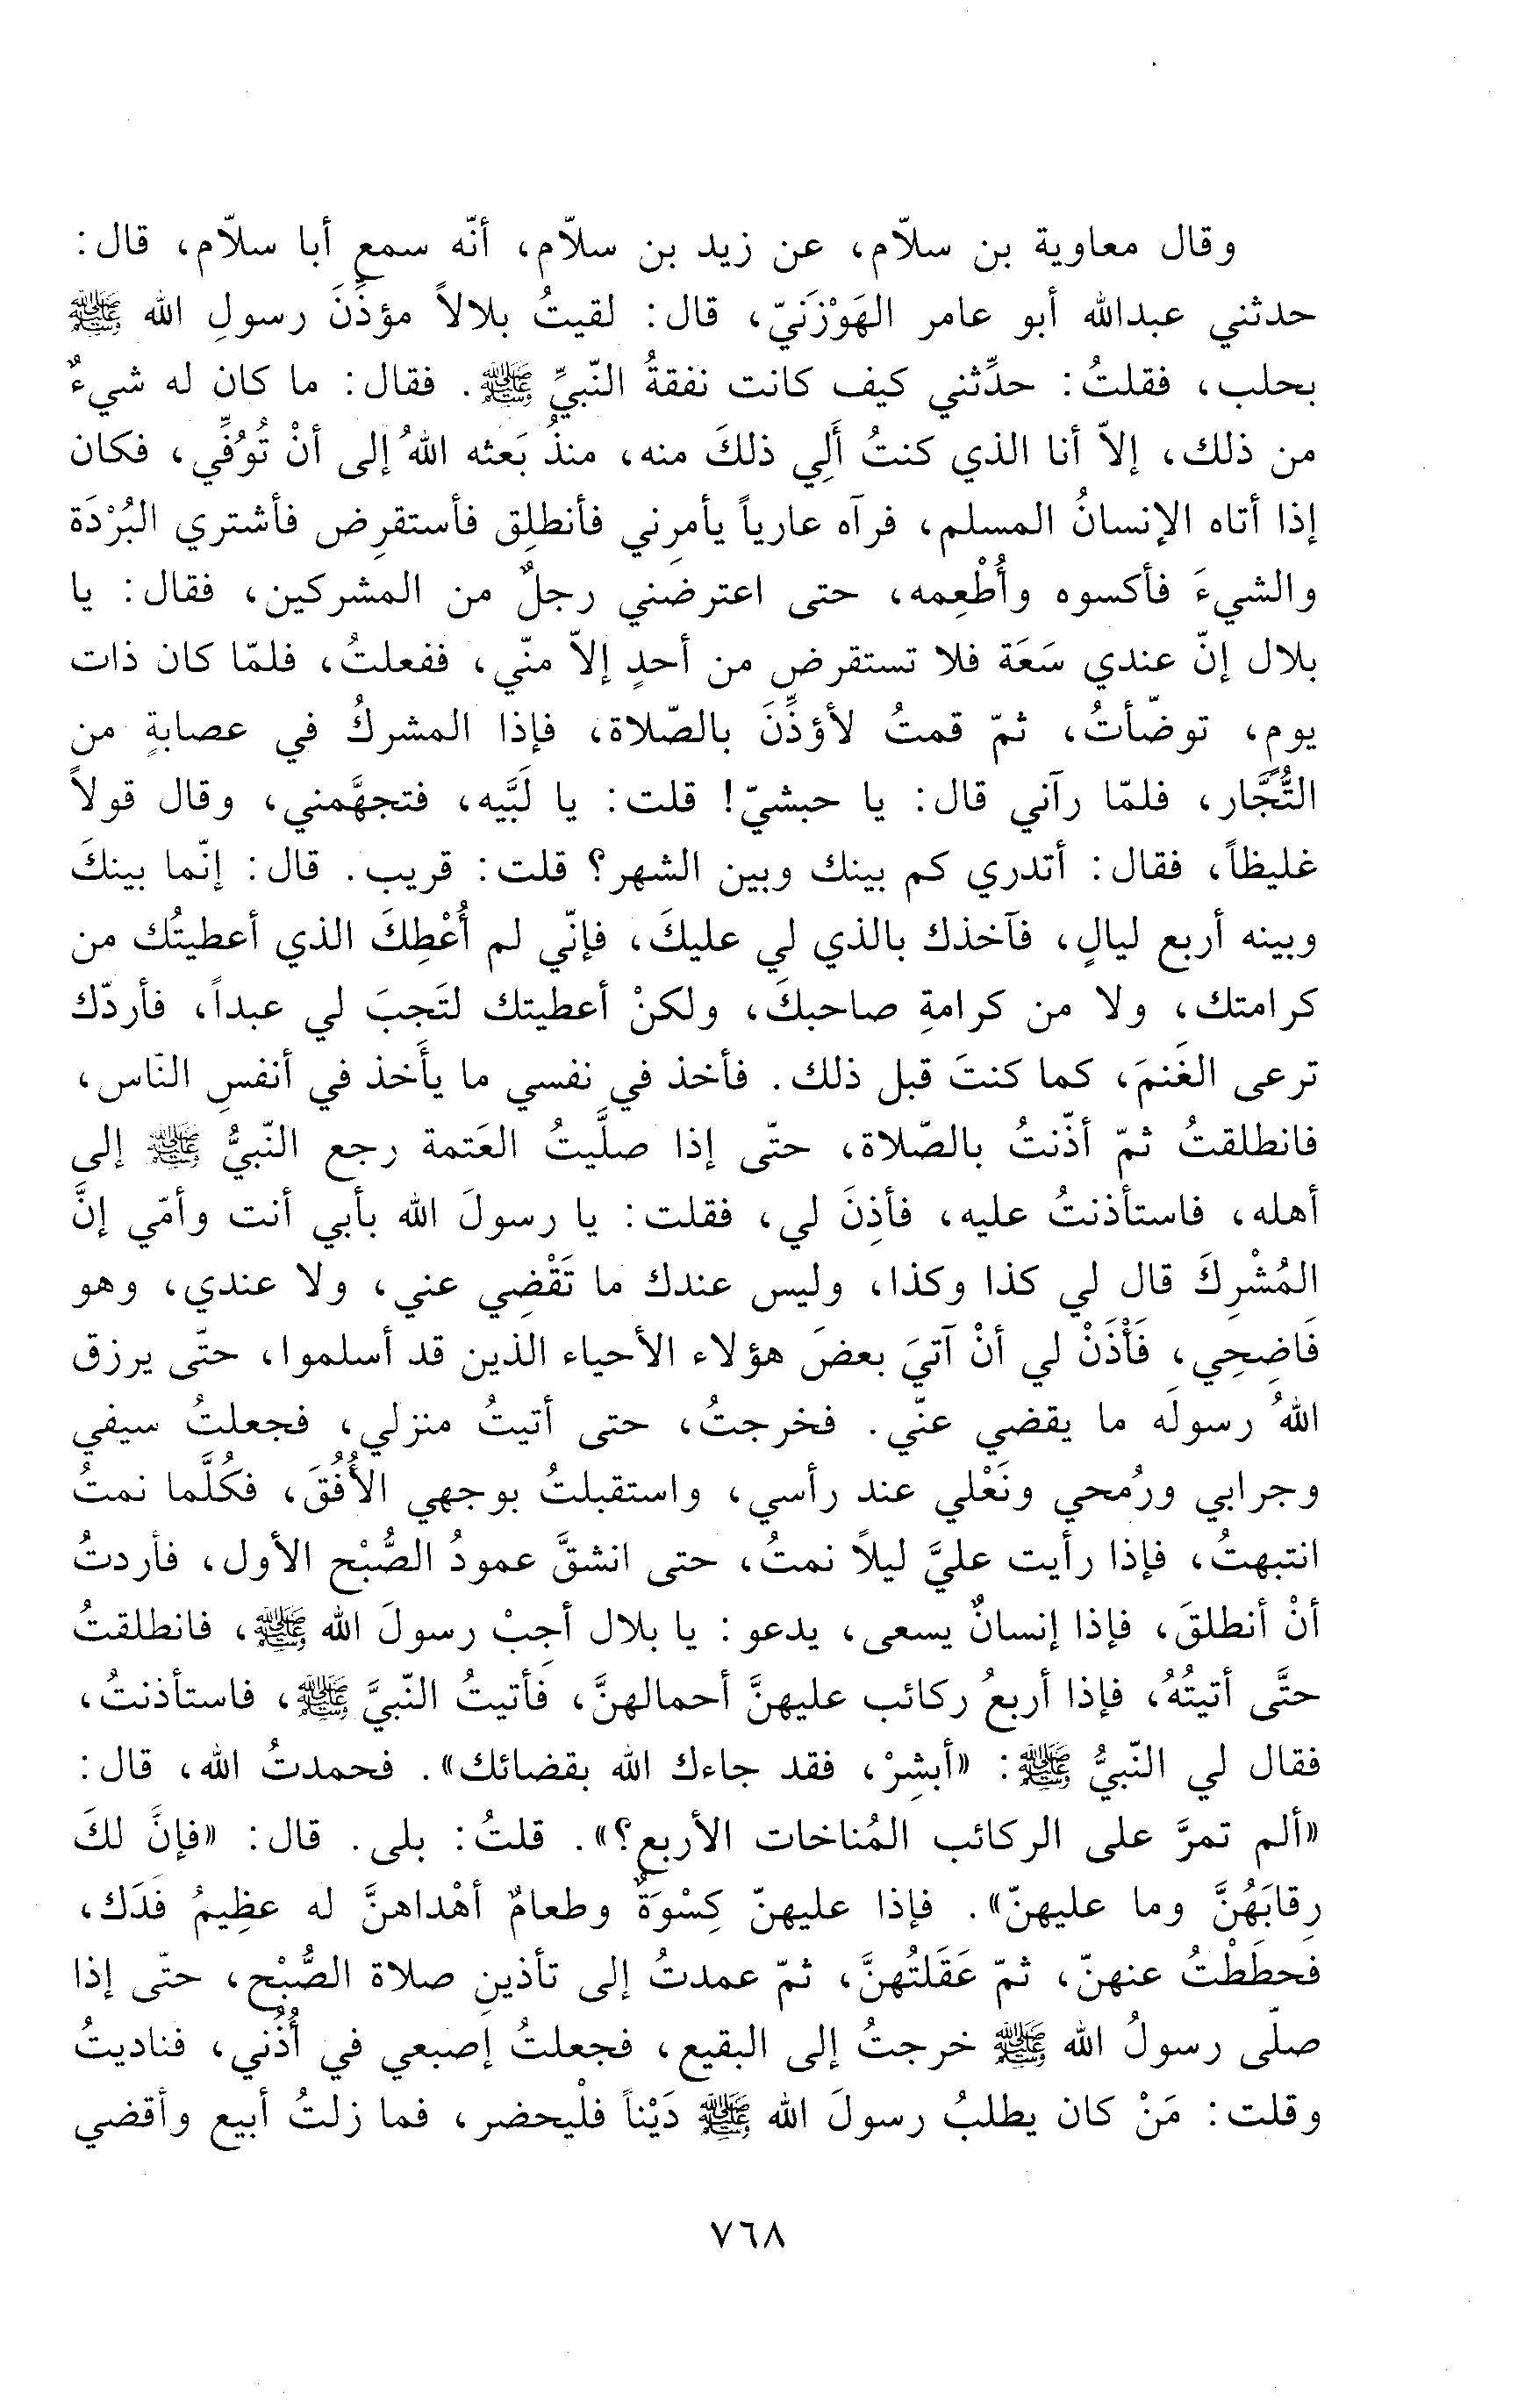 وقال معاوية بن سلاّم، عن زيد بن سلاّم، أنّه سمع أبا سلاّم، قال:
حدثني عبدالله أبو عامر الهَوْزَنيّ، قال: لقيتُ بلالاً مؤذِّنَ رسولِ الله ﷺ
بحلب، فقلتُ: حدِّثني كيف كانت نفقةُ النّبيِّ ﷺ. فقال: ما كان له شيءٌ
من ذلك، إلاّ أنا الذي كنتُ أَلِي ذلكَ منه، منذُ بَعثه اللهُ إلى أنْ تُوُفِّي، فكان
إذا أتاه الإنسانُ المسلم، فرآه عارياً يأمرِني فأنطلِق فأستقرِض فأشتري البُرْدَة
والشيءَ فأكسوه وأُطْعِمه، حتى اعترضني رجلٌ من المشركين، فقال: يا
بلال إنّ عندي سَعَة فلا تستقرض من أحدٍ إلاّ منّي، ففعلتُ، فلمّا كان ذات
يومٍ، توضّأتُ، ثمّ قمتُ لأؤذِّنَ بالصّلاة، فإذا المشركُ في عصابةٍ من
التُّجَّار، فلمّا رآني قال: يا حبشيّ! قلت: يا لَبَّيه، فتجهَّمني، وقال قولاً
غليظاً، فقال: أتدري كم بينك وبين الشهر؟ قلت: قريب. قال: إنّما بينكَ
وبينه أربع ليالٍ، فآخذك بالذي لي عليكَ، فإنّي لم أُعْطِكَ الذي أعطيتُك من
كرامتك، ولا من كرامةِ صاحبكَ، ولكنْ أعطيتك لتَجبَ لي عبداً، فأردّك
ترعى الغَنمَ، كما كنتَ قبل ذلك. فأخذ في نفسي ما يأَخذ في أنفسِ النّاس،
فانطلقتُ ثمّ أذّنتُ بالصّلاة، حتّى إذا صلَّيتُ العَتمة رجع النّبيُّ ﷺ إلى
أهله، فاستأذنتُ عليه، فأذِنَ لي، فقلت: يا رسولَ الله بأبي أنت وأمّي إنَّ
المُشْرِكَ قال لي كذا وكذا، وليس عندك ما تَقْضِي عني، ولا عندي، وهو
فَاضِحِي، فَأْذَنْ لي أنْ آتيَ بعضَ هؤلاء الأحياء الذين قد أسلموا، حتّى يرزق
اللهُ رسولَه ما يقضي عنّي. فخرجتُ، حتى أتيتُ منزلي، فجعلتُ سيفي
وجرابي ورُمحي ونَعْلي عند رأسي، واستقبلتُ بوجهي الأُفُقَ، فكُلَّما نمتُ
انتبهتُ، فإذا رأيت عليَّ ليلاً نمتُ، حتى انشقَّ عمودُ الصُّبْح الأول، فأردتُ
أنْ أنطلقَ، فإذا إنسانٌ يسعى، يدعو: يا بلال أجِبْ رسولَ الله ﷺ، فانطلقتُ
حتَّى أتيتُهُ، فإذا أربعُ ركائب عليهنَّ أحمالهنَّ، فَأتيتُ النّبيَّ ﷺ، فاستأذنتُ،
فقال لي النّبيُّ ﷺ: «أبشِرْ، فقد جاءك الله بقضائك». فحمدتُ الله، قال:
«ألم تمرَّ على الركائب المُناخات الأربع؟». قلتُ: بلى. قال: «فإنَّ لكَ
رِقابَهُنَّ وما عليهنّ». فإذا عليهنّ كِسْوَةٌ وطعامٌ أهْداهنَّ له عظِيمُ فَدَك،
فحطَطْتُ عنهنّ، ثمّ عَقَلتُهنَّ، ثمّ عمدتُ إلى تأذينِ صلاة الصُّبْح، حتّى إذا
صلّى رسولُ الله ﷺ خرجتُ إلى البقيع، فجعلتُ إصبعي في أُذُني، فناديتُ
وقلت: مَنْ كان يطلبُ رسولَ الله ﷺ دَيْناً فلْيحضر، فما زلتُ أبيع وأقضي
٧٦٨